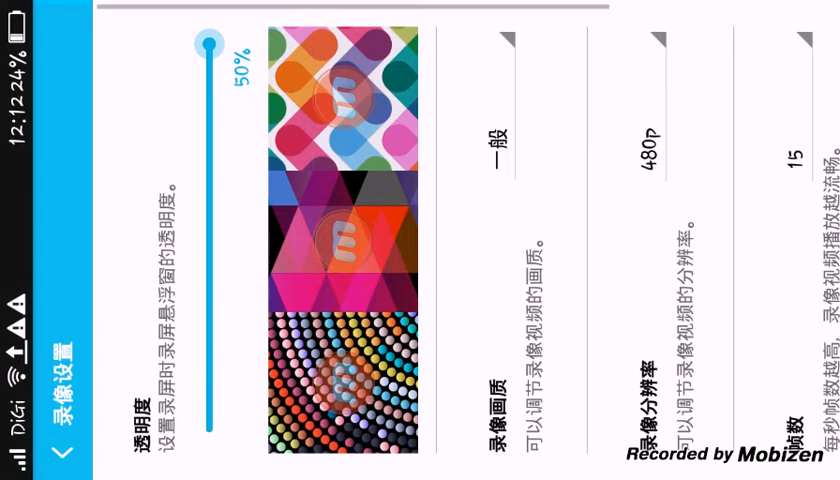 DiGi 12:12 24%
录像设置
透明度
设置录屏时录屏悬浮窗的透明度。
50%
m m m
录像画质 一般
可以调节录像视频的画质。
录像分辨率 480p
可以调节录像视频的分辨率。
帧数 15
每秒帧数越高，录像视频播放越流畅。
Recorded by Mobizen